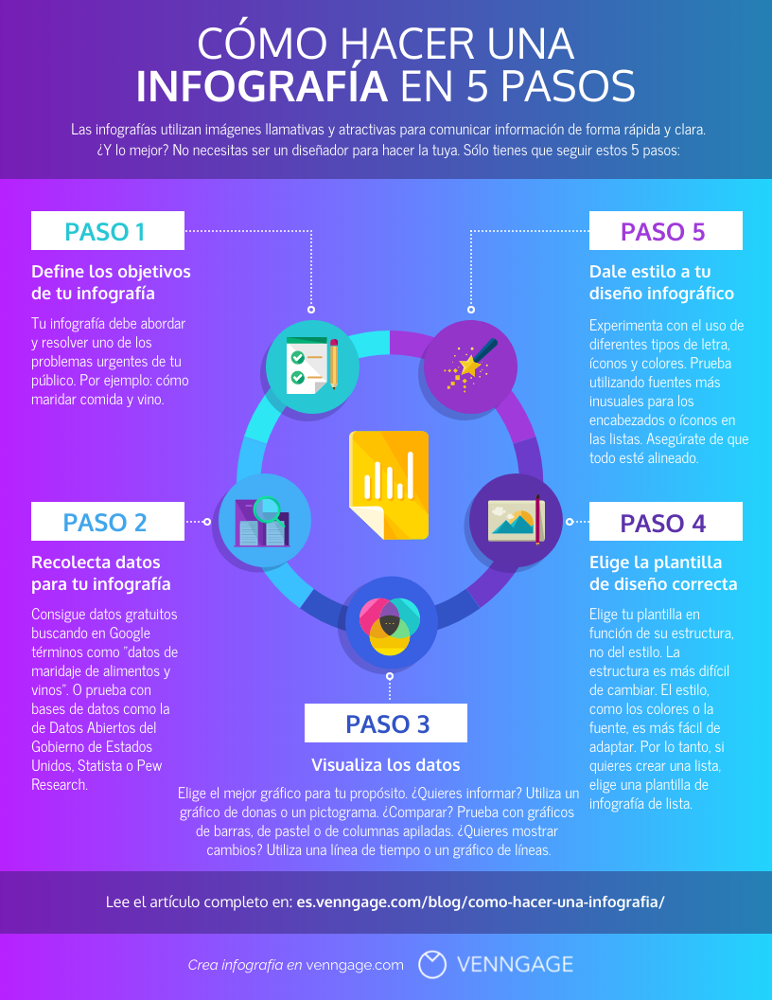 CÓMO HACER UNA
INFOGRAFÍA EN 5 PASOS
Las infografías utilizan imágenes llamativas y atractivas para comunicar información de forma rápida y clara.
¿Y lo mejor? No necesitas ser un diseñador para hacer la tuya. Sólo tienes que seguir estos 5 pasos:
PASO 1
Define los objetivos
de tu infografía
Tu infografía debe abordar
y resolver uno de los
problemas urgentes de tu
público. Por ejemplo: cómo
maridar comida y vino.
PASO 2
Recolecta datos
para tu infografía
Consigue datos gratuitos
buscando en Google
términos como "datos de
maridaje de alimentos y
vinos". O prueba con
bases de datos como la
de Datos Abiertos del
Gobierno de Estados
Unidos, Statista o Pew
Research.
PASO 3
Visualiza los datos
Elige el mejor gráfico para tu propósito. ¿Quieres informar? Utiliza un
gráfico de donas o un pictograma. ¿Comparar? Prueba con gráficos
de barras, de pastel o de columnas apiladas. ¿Quieres mostrar
cambios? Utiliza una línea de tiempo o un gráfico de líneas.
PASO 4
Elige la plantilla
de diseño correcta
Elige tu plantilla en
función de su estructura,
no del estilo. La
estructura es más difícil
de cambiar. El estilo,
como los colores o la
fuente, es más fácil de
adaptar. Por lo tanto, si
quieres crear una lista,
elige una plantilla de
infografía de lista.
PASO 5
Dale estilo a tu
diseño infográfico
Experimenta con el uso de
diferentes tipos de letra,
íconos y colores. Prueba
utilizando fuentes más
inusuales para los
encabezados o íconos en
las listas. Asegúrate de que
todo esté alineado.
Lee el artículo completo en: es.venngage.com/blog/como-hacer-una-infografia/
Crea infografía en venngage.com VENNGAGE